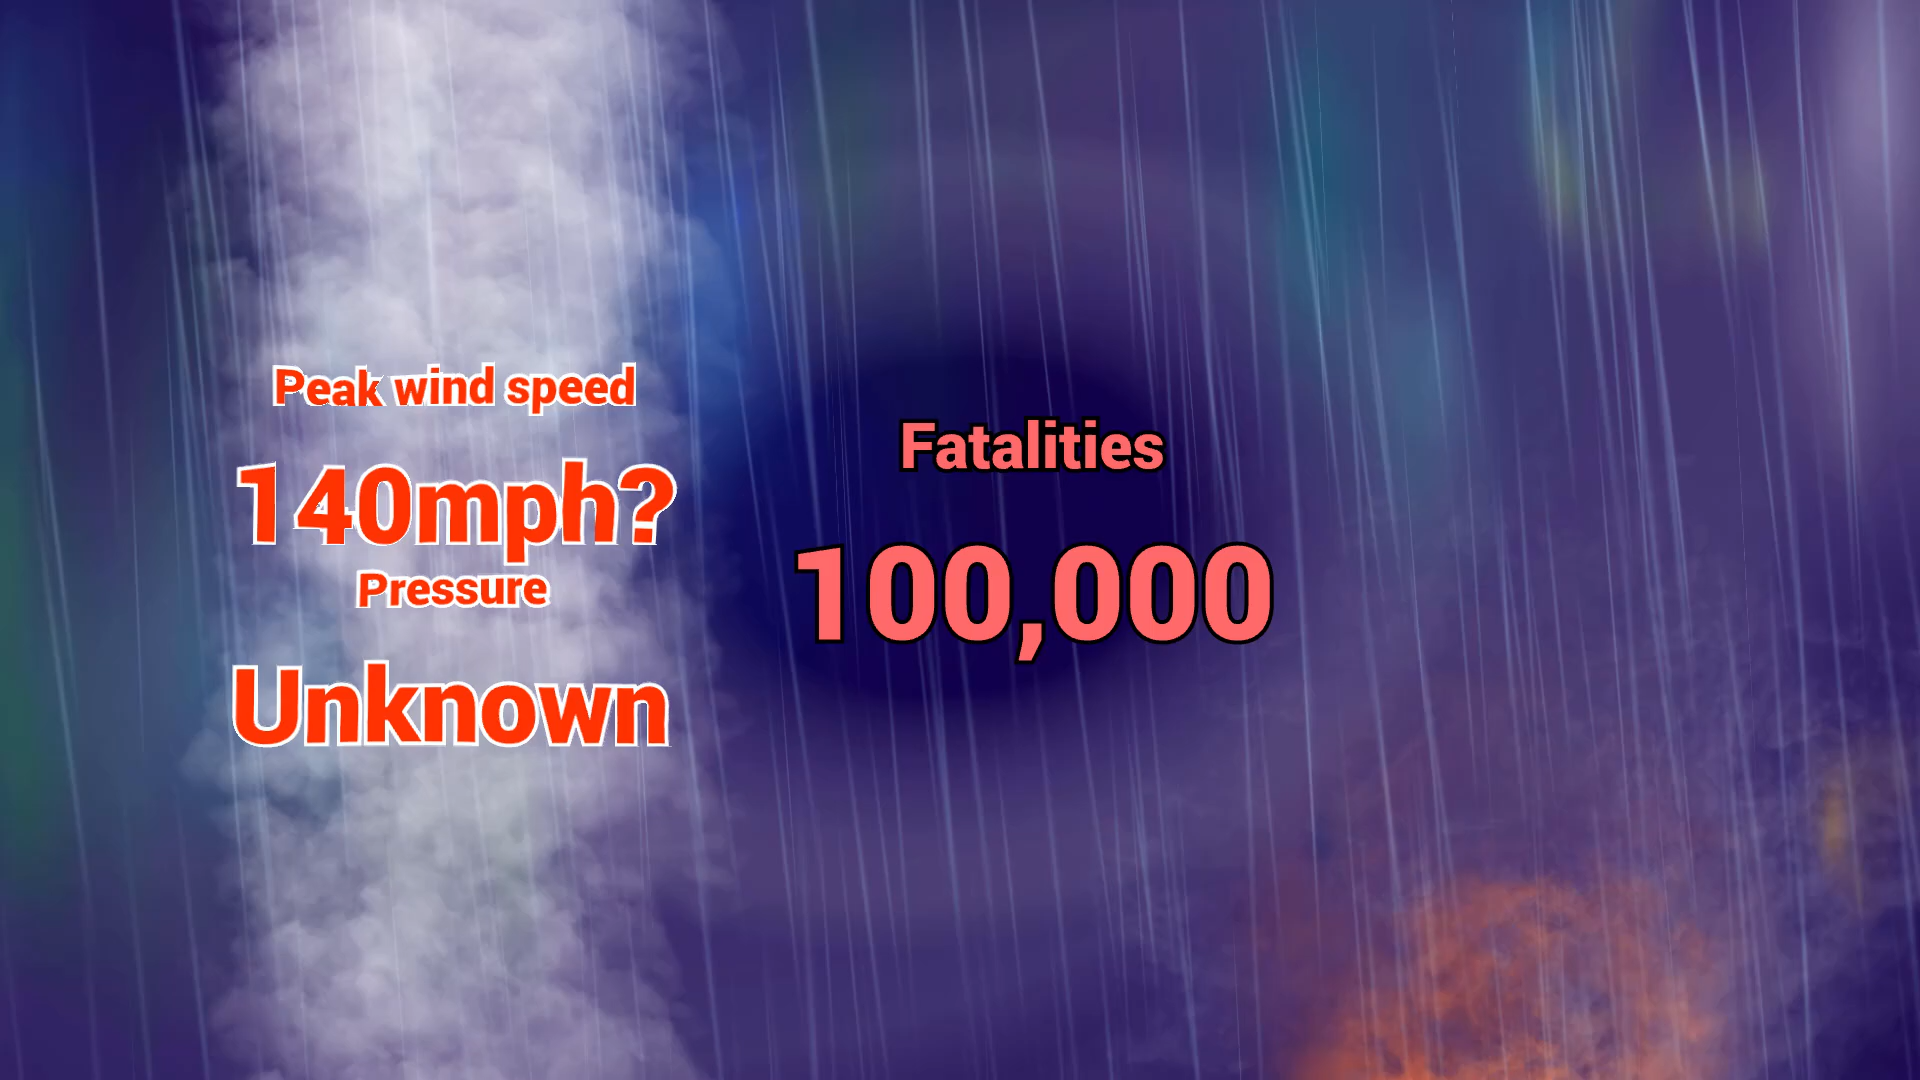 Peak wind speed
140mph?
Pressure
Unknown
Fatalities
100,000